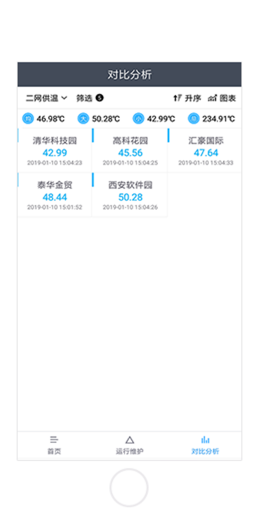 对比分析
二网供温 筛选 5 升序 图表
46.98℃ 50.28℃ 42.99℃ 234.91℃
清华科技园 高科花园 汇豪国际
42.99 45.56 47.64
2019-01-10 15:04:23 2019-01-10 15:04:25 2019-01-10 15:04:33
泰华金贸 西安软件园
48.44 50.28
2019-01-10 15:01:52 2019-01-10 15:04:26
首页 运行维护 对比分析